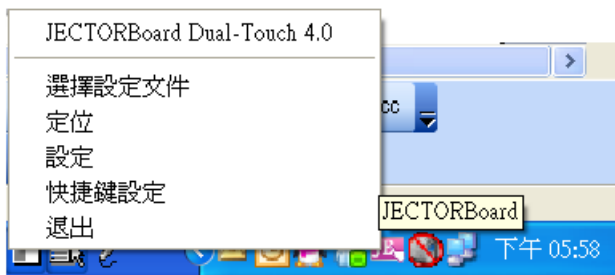 JECTORBoard Dual-Touch 4.0
選擇設定文件
cc
定位
設定
快捷鍵設定
JECTORBoard
退出
下午 05:58